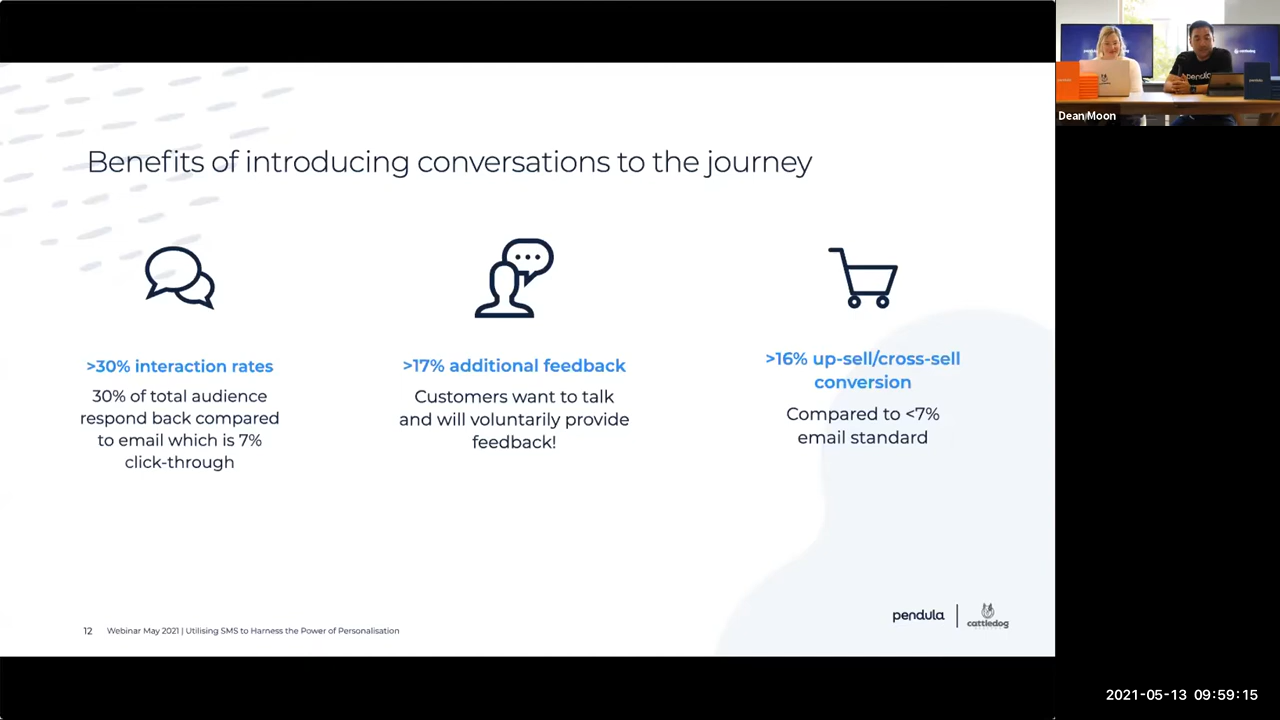 Benefits of introducing conversations to the journey
>30% interaction rates
30% of total audience
respond back compared
to email which is 7%
click-through
>17% additional feedback
Customers want to talk
and will voluntarily provide
feedback!
>16% up-sell/cross-sell
conversion
Compared to <7%
email standard
12 Webinar May 2021 | Utilising SMS to Harness the Power of Personalisation
pendula
cattledog
Dean Moon
cattledog
2021-05-13 09:59:15